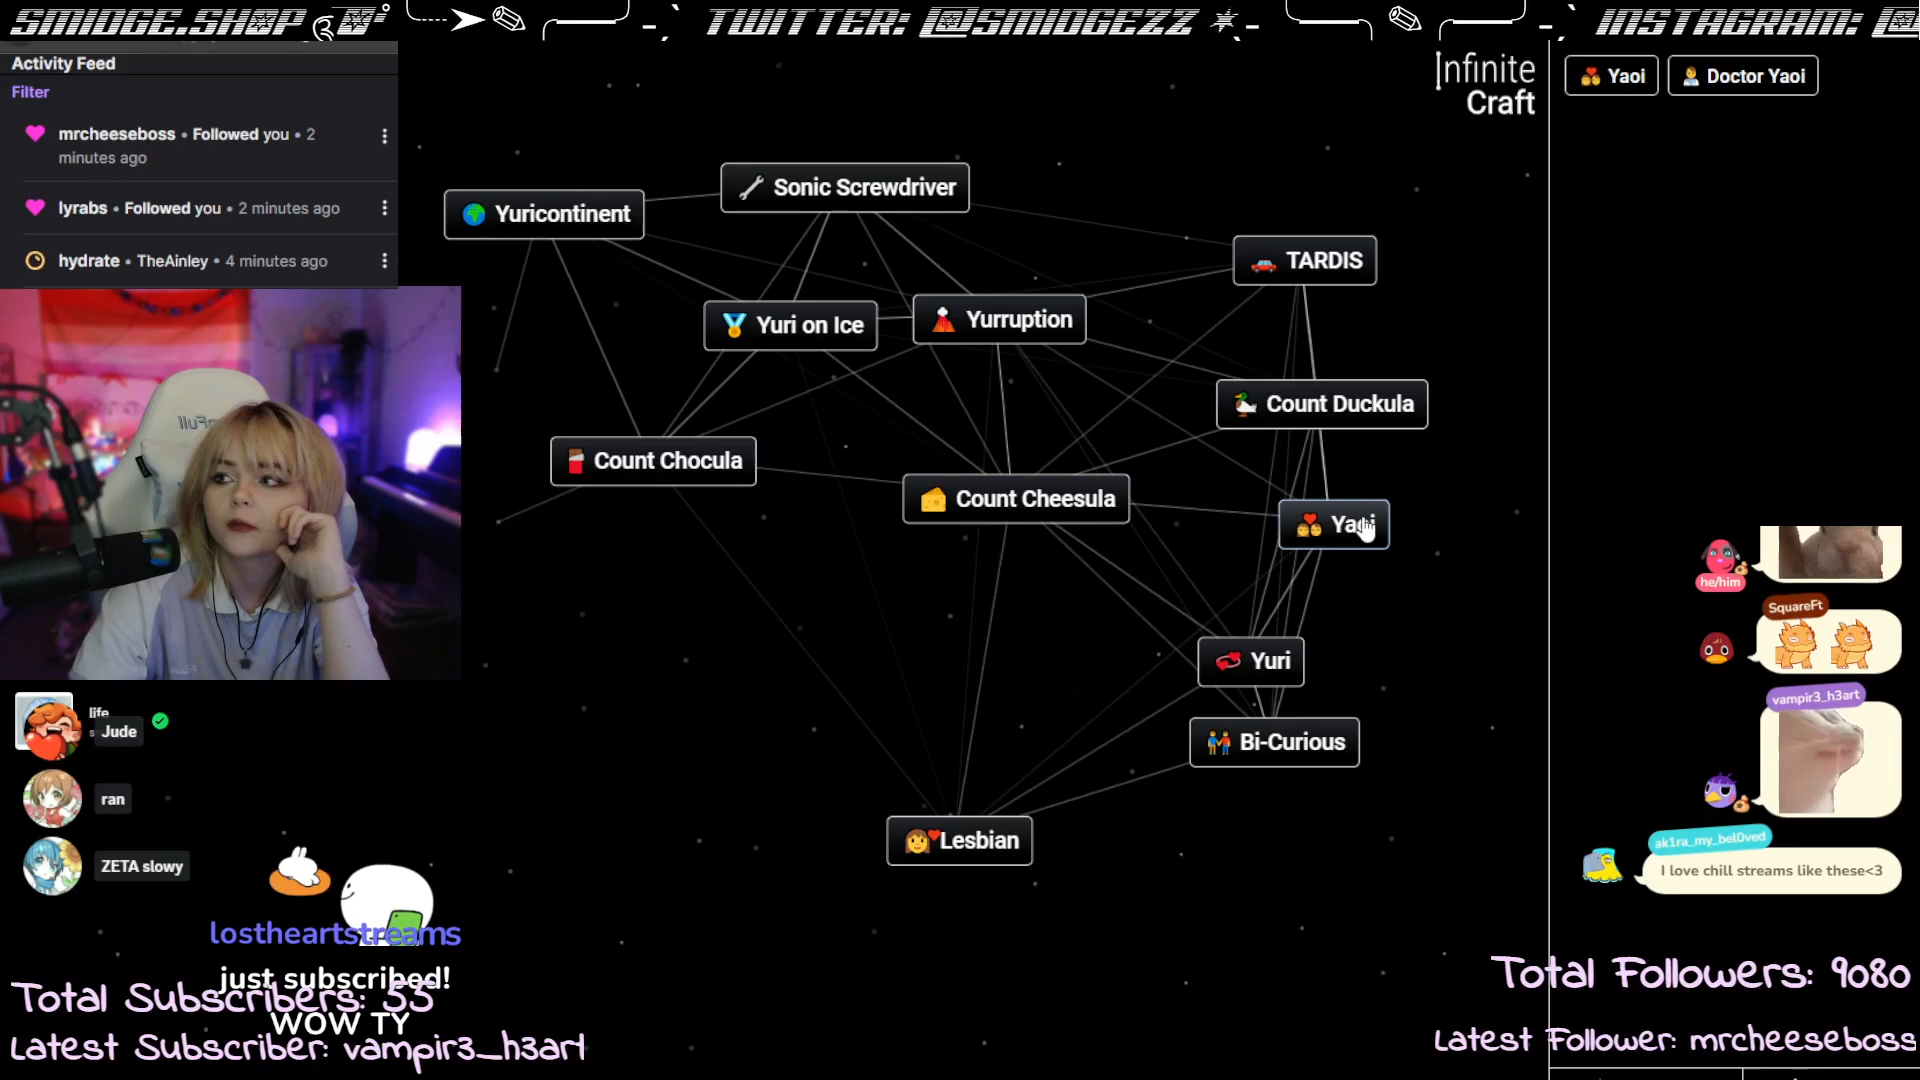 SMIDGE.SHOP
TWITTER: @SMIDGEZZ
INSTAGRAM: @
Activity Feed
Filter
mrcheeseboss • Followed you • 2 minutes ago
lyrabs • Followed you • 2 minutes ago
hydrate • TheAinley • 4 minutes ago
Infinite
Craft
Yaoi
Doctor Yaoi
Sonic Screwdriver
Yuricontinent
TARDIS
Yuri on Ice
Yurruption
Count Duckula
Count Chocula
Count Cheesula
Yuri
Bi-Curious
Lesbian
he/him
SquareFt
vampir3_h3art
ak1ra_my_bel0ved
I love chill streams like these<3
life
Jude
ran
ZETA slowy
lostheartstreams
just subscribed!
WOW TY
Total Subscribers: 53
Latest Subscriber: vampir3_h3art
Total Followers: 9080
Latest Follower: mrcheeseboss